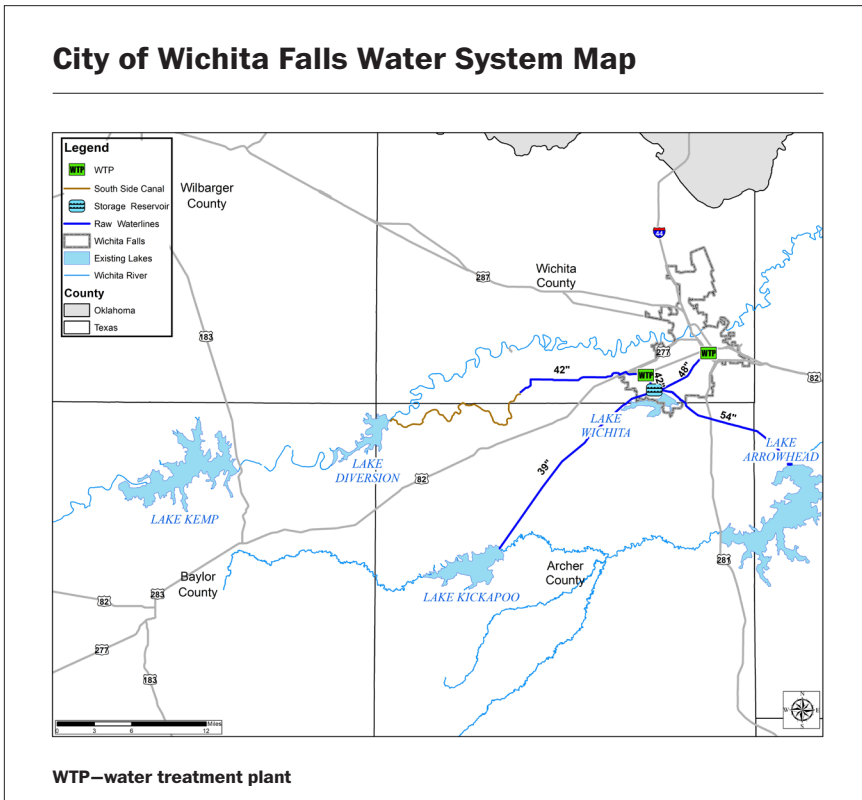 City of Wichita Falls Water System Map
Legend
WTP WTP
South Side Canal
Storage Reservoir
Raw Waterlines
Wichita Falls
Existing Lakes
Wichita River
County
Oklahoma
Texas
Wilbarger
County
44
287
Wichita
County
183
277
WTP
42"
WTP
42"
48"
82
LAKE
WICHITA
54"
LAKE
ARROWHEAD
LAKE
DIVERSION
39"
82
LAKE KEMP
281
Baylor
County
Archer
County
LAKE KICKAPOO
283
82
277
183
Miles
0 3 6 12
N
W E
S
WTP—water treatment plant